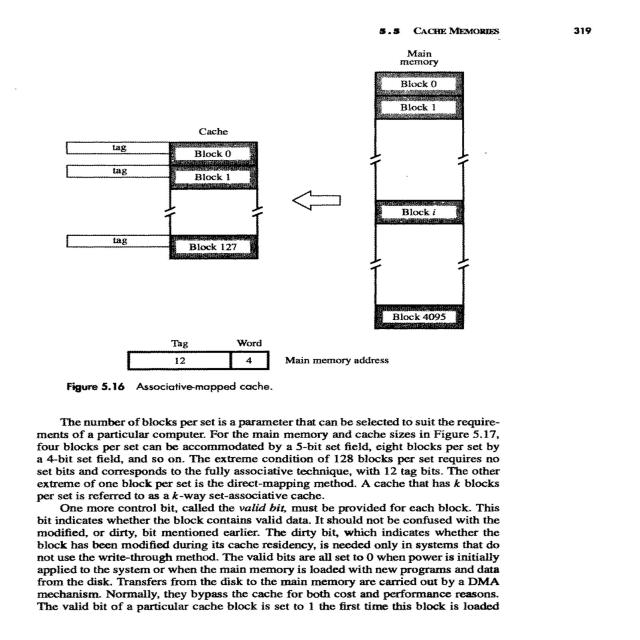 5.5 CACHE MEMORIES 319
Main
memory
Block 0
Block 1
Cache
tag
Block 0
tag
Block 1
Block i
tag
Block 127
Block 4095
Tag Word
12 4 Main memory address
Figure 5.16 Associative-mapped cache.
The number of blocks per set is a parameter that can be selected to suit the require-
ments of a particular computer. For the main memory and cache sizes in Figure 5.17,
four blocks per set can be accommodated by a 5-bit set field, eight blocks per set by
a 4-bit set field, and so on. The extreme condition of 128 blocks per set requires no
set bits and corresponds to the fully associative technique, with 12 tag bits. The other
extreme of one block per set is the direct-mapping method. A cache that has k blocks
per set is referred to as a k-way set-associative cache.
One more control bit, called the valid bit, must be provided for each block. This
bit indicates whether the block contains valid data. It should not be confused with the
modified, or dirty, bit mentioned earlier. The dirty bit, which indicates whether the
block has been modified during its cache residency, is needed only in systems that do
not use the write-through method. The valid bits are all set to 0 when power is initially
applied to the system or when the main memory is loaded with new programs and data
from the disk. Transfers from the disk to the main memory are carried out by a DMA
mechanism. Normally, they bypass the cache for both cost and performance reasons.
The valid bit of a particular cache block is set to 1 the first time this block is loaded